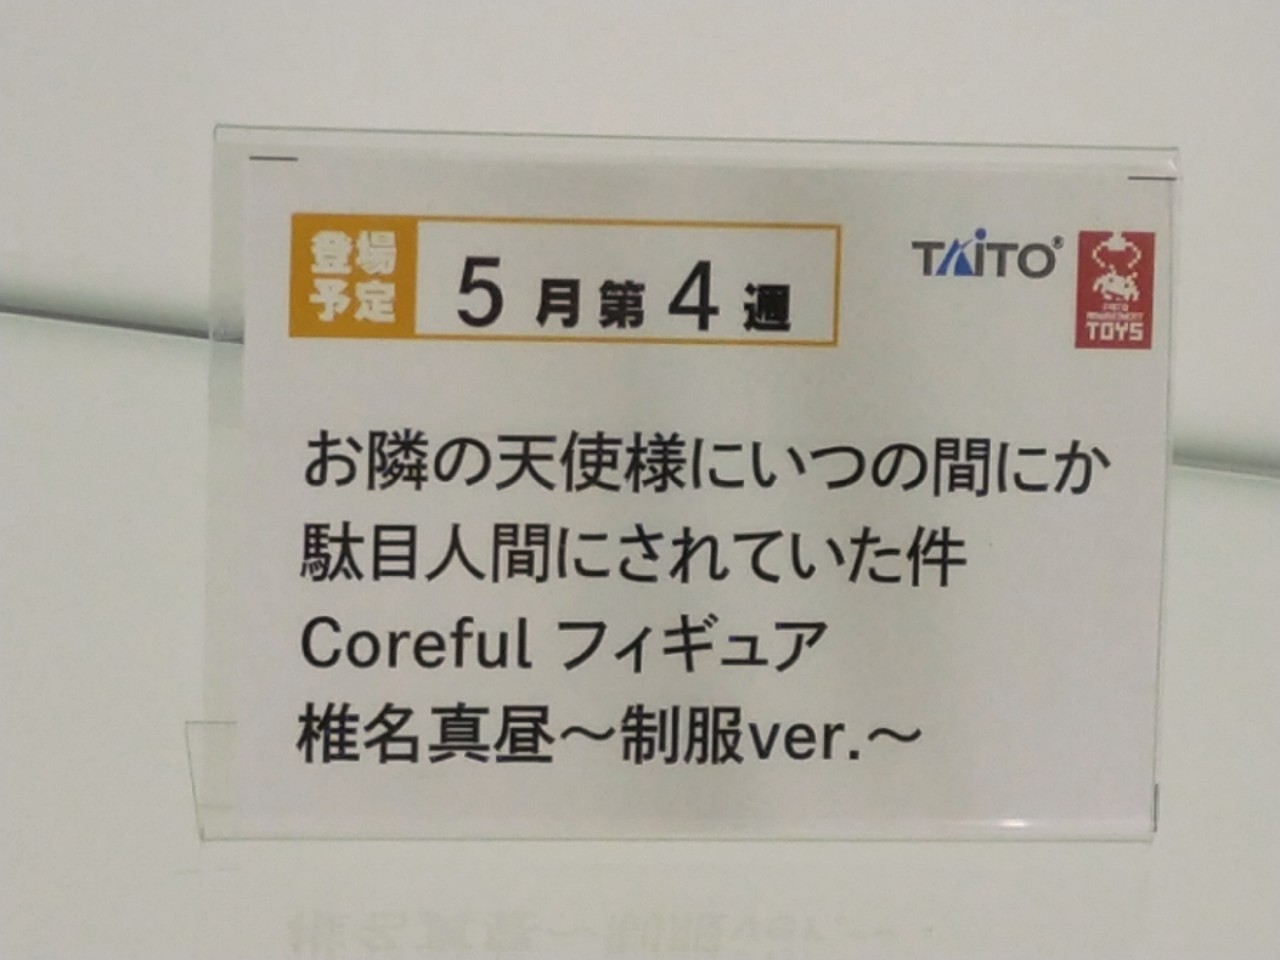 登場
予定
5月第4週
TAITO®
TAITO
AMUSEMENT
TOYS
お隣の天使様にいつの間にか
駄目人間にされていた件
Coreful フィギュア
椎名真昼～制服ver.～